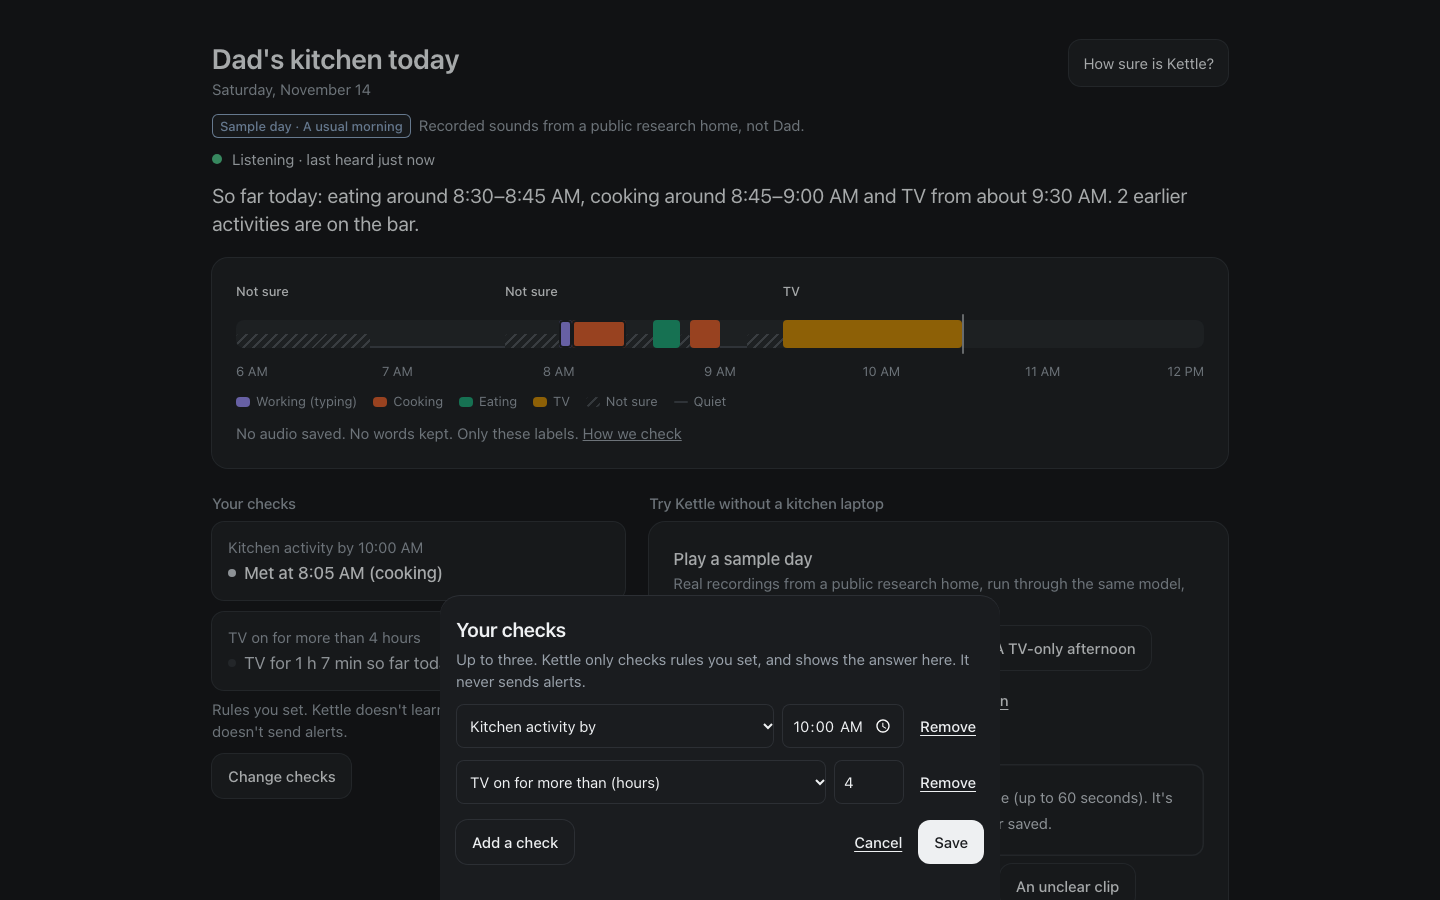 Dad's kitchen today
How sure is Kettle?
Saturday, November 14
Sample day · A usual morning Recorded sounds from a public research home, not Dad.
Listening · last heard just now
So far today: eating around 8:30–8:45 AM, cooking around 8:45–9:00 AM and TV from about 9:30 AM. 2 earlier
activities are on the bar.
Not sure Not sure TV
6 AM 7 AM 8 AM 9 AM 10 AM 11 AM 12 PM
Working (typing) Cooking Eating TV Not sure Quiet
No audio saved. No words kept. Only these labels. How we check
Your checks
Kitchen activity by 10:00 AM
Met at 8:05 AM (cooking)
TV on for more than 4 hours
TV for 1 h 7 min so far
Rules you set. Kettle doesn't learn
doesn't send alerts.
Change checks
Try Kettle without a kitchen laptop
Play a sample day
Real recordings from a public research home, run through the same model,
A TV-only afternoon
(up to 60 seconds). It's
saved.
An unclear clip
Your checks
Up to three. Kettle only checks rules you set, and shows the answer here. It
never sends alerts.
Kitchen activity by 10:00 AM Remove
TV on for more than (hours) 4 Remove
Add a check Cancel Save